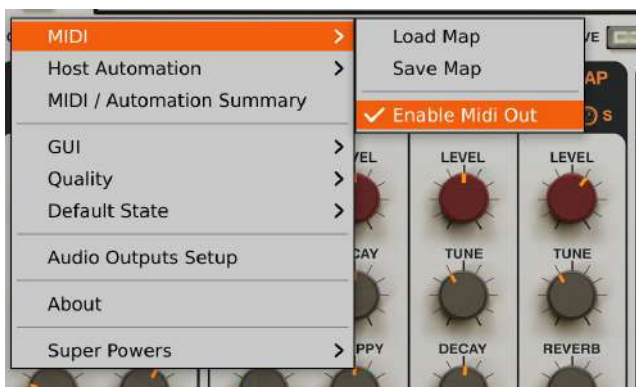 MIDI
Host Automation
MIDI / Automation Summary
GUI
Quality
Default State
Audio Outputs Setup
About
Super Powers
Load Map
Save Map
Enable Midi Out
S
LEVEL
LEVEL
TUNE
TUNE
DECAY
REVERB